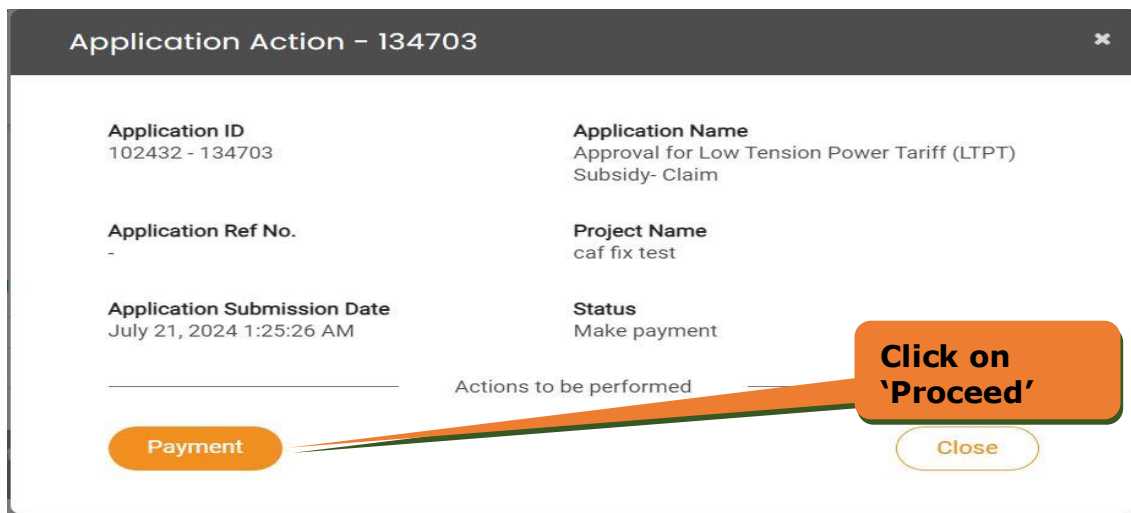 Application Action - 134703
Application ID
102432 - 134703
Application Name
Approval for Low Tension Power Tariff (LTPT)
Subsidy- Claim
Application Ref No.
-
Project Name
caf fix test
Application Submission Date
July 21, 2024 1:25:26 AM
Status
Make payment
Click on
‘Proceed’
Actions to be performed
Payment
Close